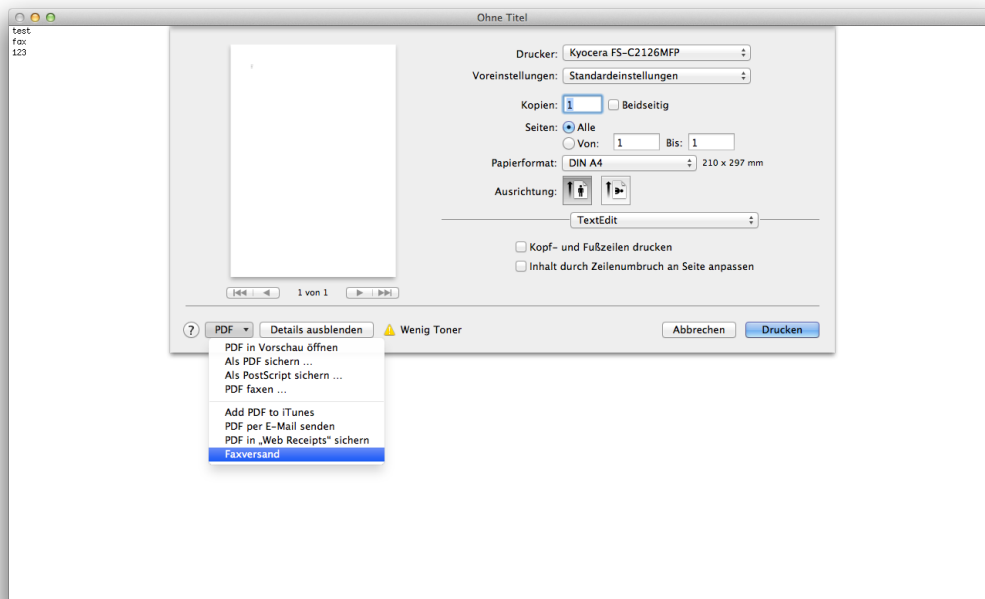 Ohne Titel
test
fax
123
Drucker: Kyocera FS-C2126MFP
Voreinstellungen: Standardeinstellungen
Kopien: 1 Beidseitig
Seiten: Alle
Von: 1 Bis: 1
Papierformat: DIN A4 210 x 297 mm
Ausrichtung:
TextEdit
Kopf- und Fußzeilen drucken
Inhalt durch Zeilenumbruch an Seite anpassen
1 von 1
? PDF Details ausblenden Wenig Toner Abbrechen Drucken
PDF in Vorschau öffnen
Als PDF sichern ...
Als PostScript sichern ...
PDF faxen ...
Add PDF to iTunes
PDF per E-Mail senden
PDF in „Web Receipts“ sichern
Faxversand